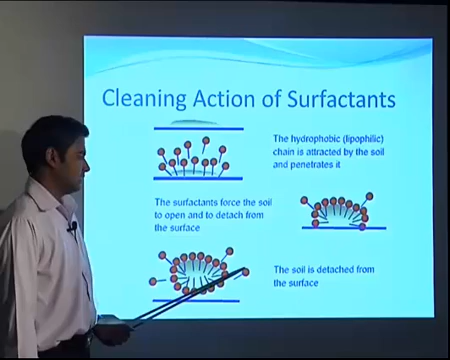 Cleaning Action of Surfactants
The hydrophobic (lipophilic)
chain is attracted by the soil
and penetrates it
The surfactants force the soil
to open and to detach from
the surface
The soil is detached from
the surface